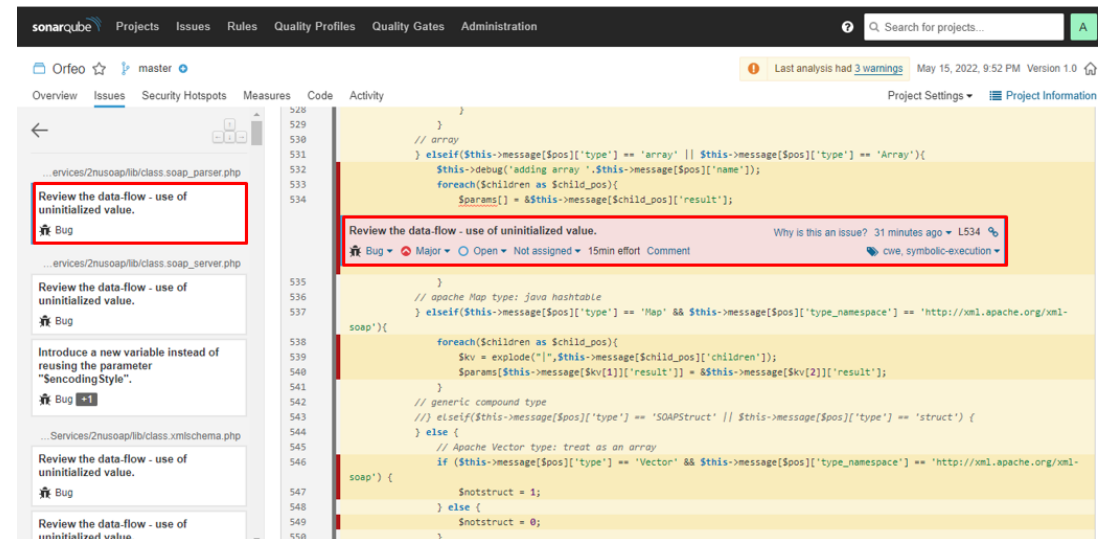 sonarqube Projects Issues Rules Quality Profiles Quality Gates Administration ? Search for projects... A
Orfeo master Last analysis had 3 warnings May 15, 2022, 9:52 PM Version 1.0
Overview Issues Security Hotspots Measures Code Activity Project Settings Project Information
...ervices/2nusoap/lib/class.soap_parser.php
Review the data-flow - use of
uninitialized value.
Bug
...ervices/2nusoap/lib/class.soap_server.php
Review the data-flow - use of
uninitialized value.
Bug
Introduce a new variable instead of
reusing the parameter
"$encodingStyle".
Bug +1
...Services/2nusoap/lib/class.xmlschema.php
Review the data-flow - use of
uninitialized value.
Bug
Review the data-flow - use of
uninitialized value.
528 }
529 }
530 // array
531 } elseif($this->message[$pos]['type'] == 'array' || $this->message[$pos]['type'] == 'Array'){
532 $this->debug('adding array '.$this->message[$pos]['name']);
533 foreach($children as $child_pos){
534 $params[] = &$this->message[$child_pos]['result'];
Review the data-flow - use of uninitialized value. Why is this an issue? 31 minutes ago L534
Bug Major Open Not assigned 15min effort Comment cwe, symbolic-execution
535 }
536 // apache Map type: java hashtable
537 } elseif($this->message[$pos]['type'] == 'Map' && $this->message[$pos]['type_namespace'] == 'http://xml.apache.org/xml-
soap'){
538 foreach($children as $child_pos){
539 $kv = explode("|",$this->message[$child_pos]['children']);
540 $params[$this->message[$kv[1]]['result']] = &$this->message[$kv[2]]['result'];
541 }
542 // generic compound type
543 //} elseif($this->message[$pos]['type'] == 'SOAPStruct' || $this->message[$pos]['type'] == 'struct') {
544 } else {
545 // Apache Vector type: treat as an array
546 if ($this->message[$pos]['type'] == 'Vector' && $this->message[$pos]['type_namespace'] == 'http://xml.apache.org/xml-
soap') {
547 $notstruct = 1;
548 } else {
549 $notstruct = 0;
550 }